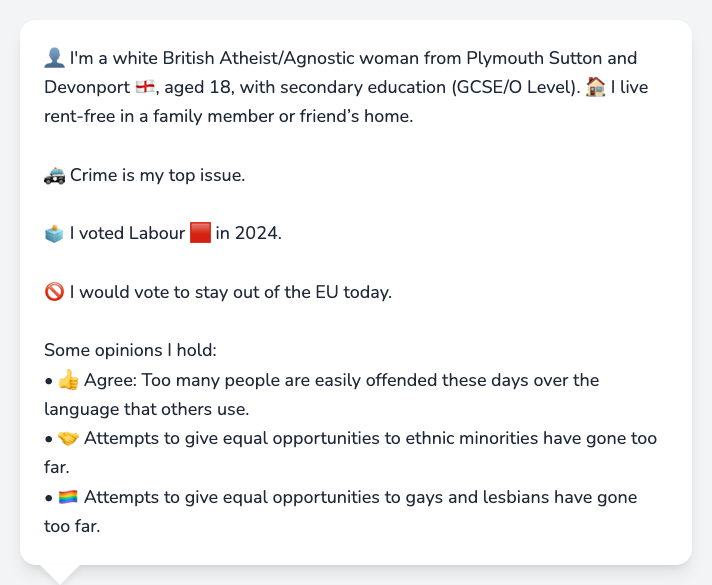 👤 I'm a white British Atheist/Agnostic woman from Plymouth Sutton and
Devonport 🏴󠁧󠁢󠁥󠁮󠁧󠁿, aged 18, with secondary education (GCSE/O Level). 🏠 I live
rent-free in a family member or friend’s home.
🚓 Crime is my top issue.
🗳️ I voted Labour 🟥 in 2024.
🚫 I would vote to stay out of the EU today.
Some opinions I hold:
• 👍 Agree: Too many people are easily offended these days over the
language that others use.
• 🤝 Attempts to give equal opportunities to ethnic minorities have gone too
far.
• 🏳️‍🌈 Attempts to give equal opportunities to gays and lesbians have gone
too far.